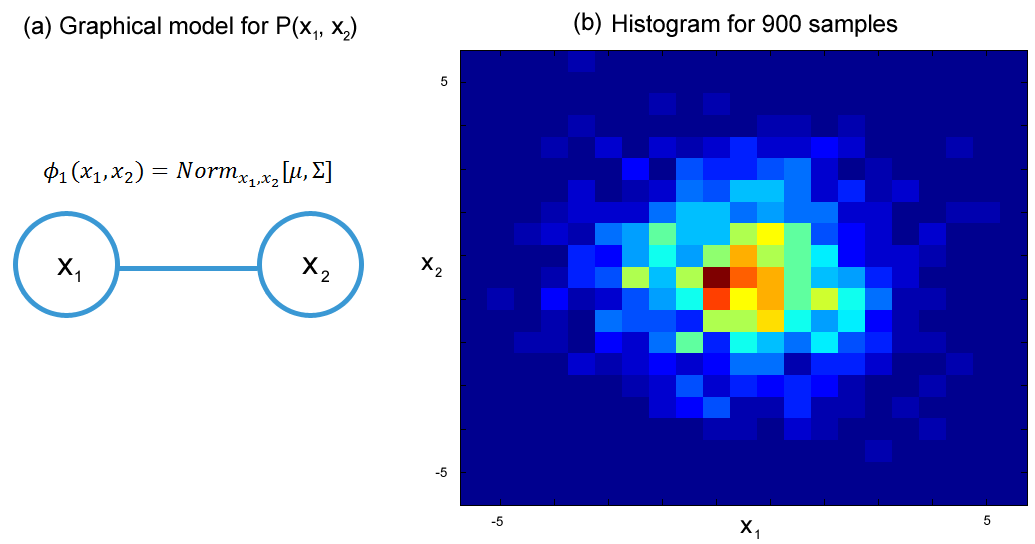 (a) Graphical model for P(x₁, x₂)
ϕ₁(x₁,x₂) = Normₓ₁,ₓ₂[μ,Σ]
x₁
x₂
(b) Histogram for 900 samples
5
x₂
-5
-5
5
x₁